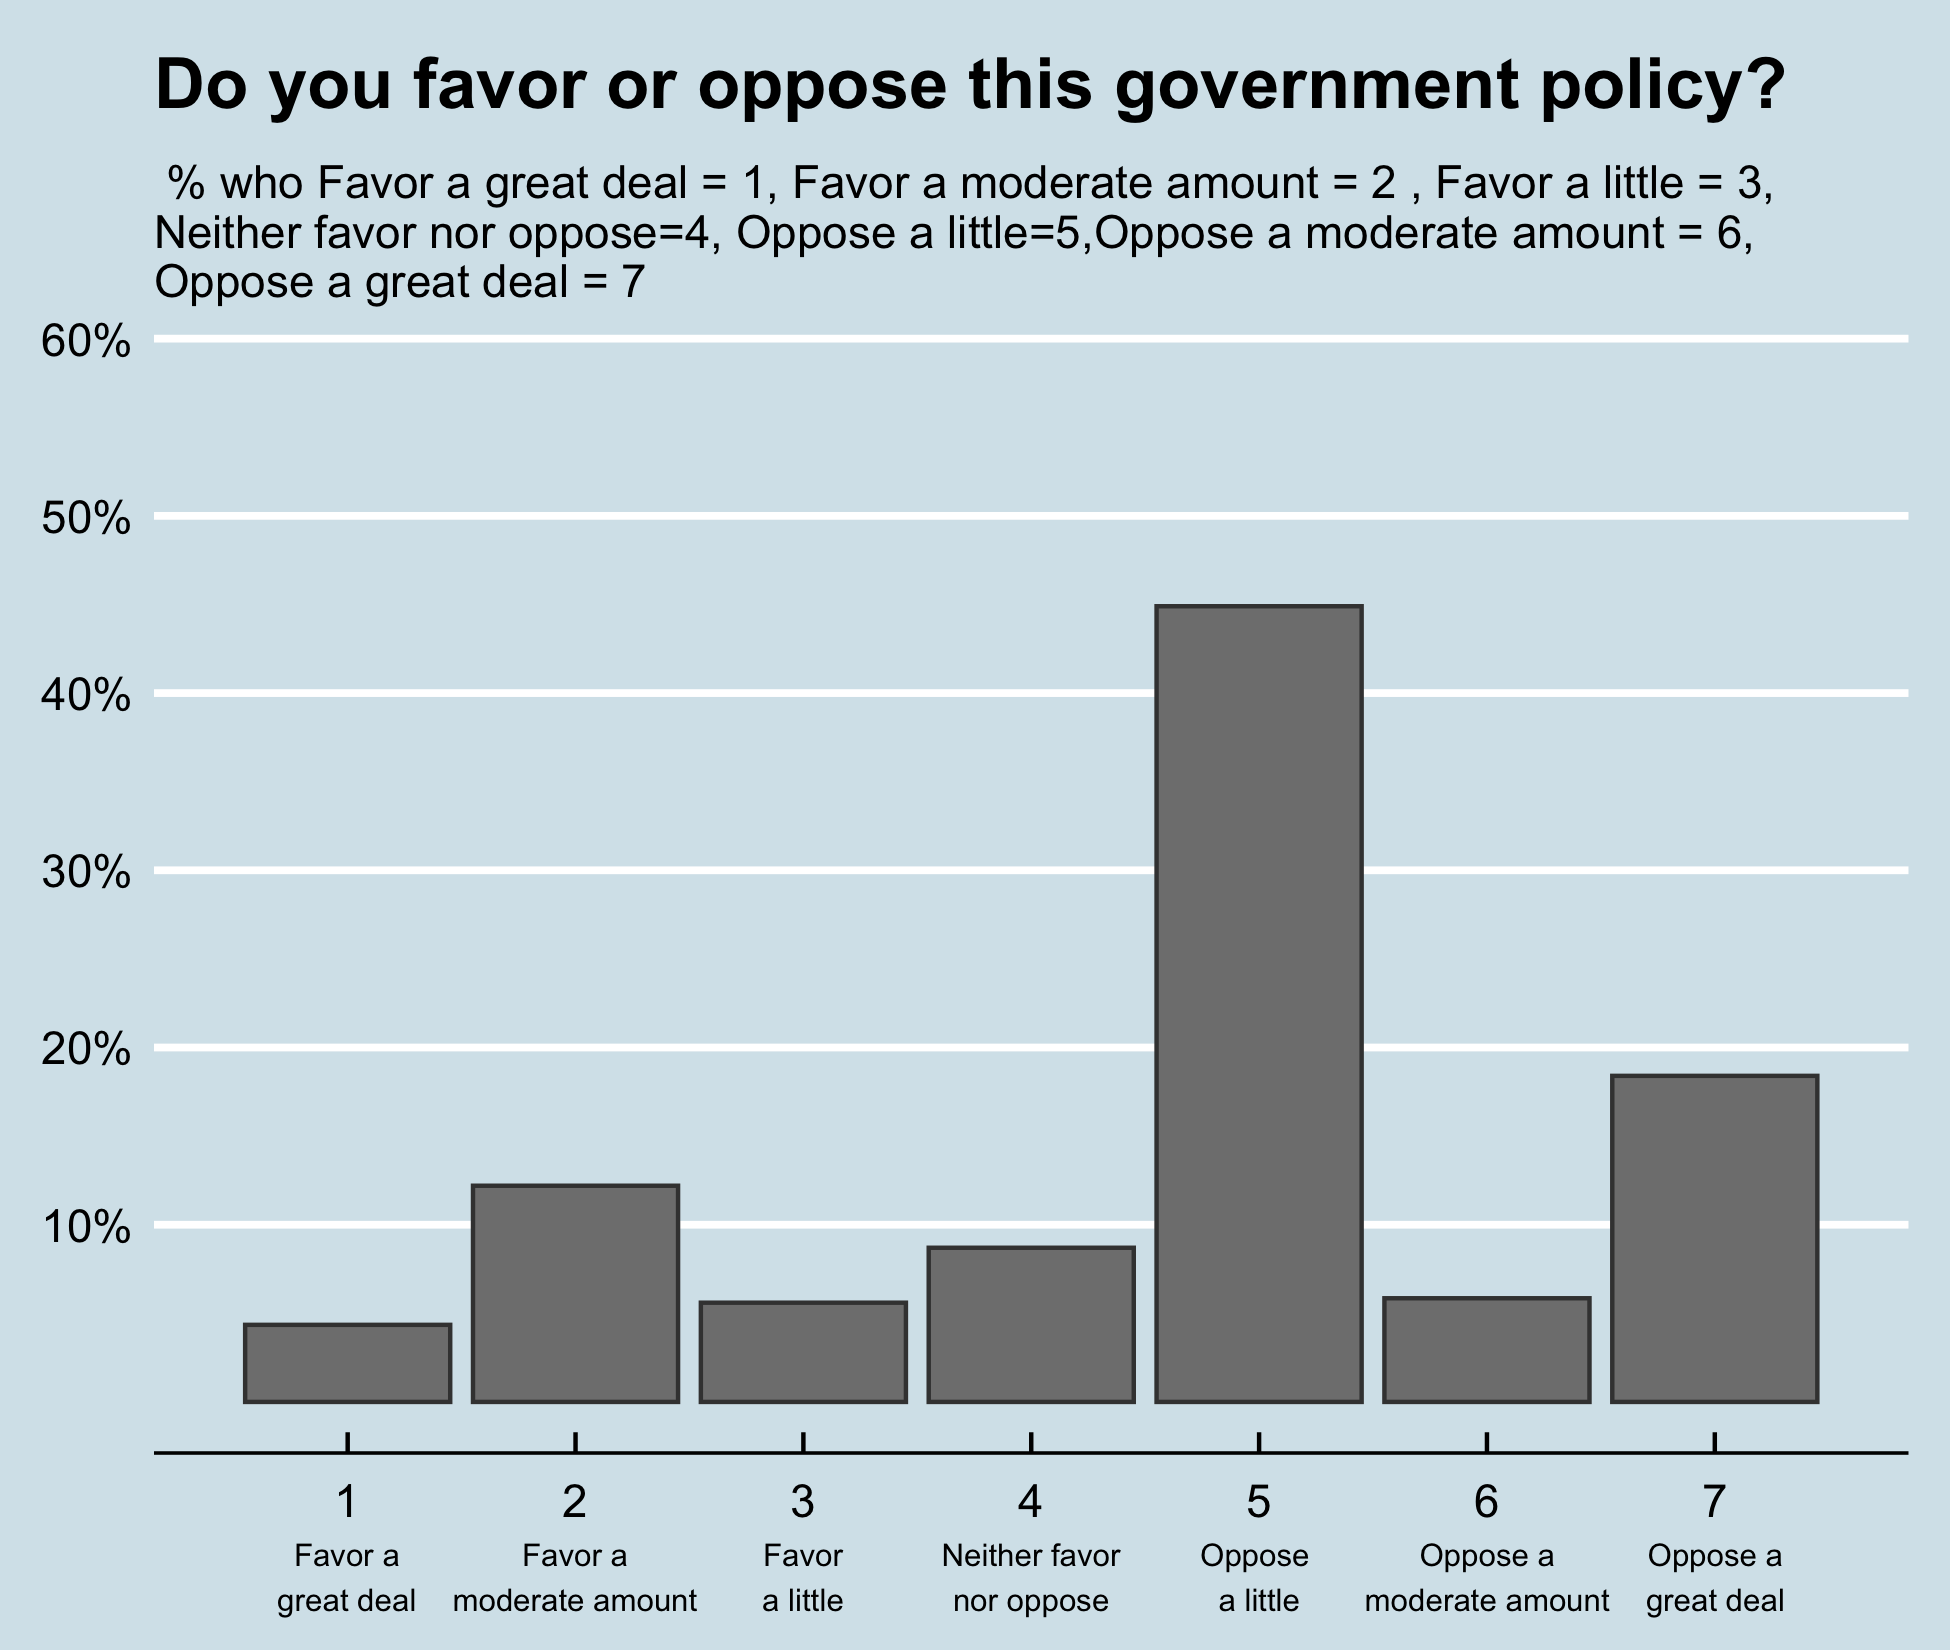 Do you favor or oppose this government policy?
% who Favor a great deal = 1, Favor a moderate amount = 2 , Favor a little = 3,
Neither favor nor oppose=4, Oppose a little=5,Oppose a moderate amount = 6,
Oppose a great deal = 7
60%
50%
40%
30%
20%
10%
1 2 3 4 5 6 7
Favor a Favor a Favor Neither favor Oppose Oppose a Oppose a
great deal moderate amount a little nor oppose a little moderate amount great deal